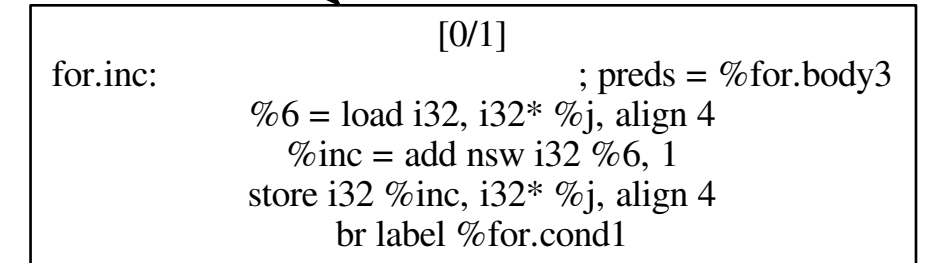 [0/1]
for.inc: ; preds = %for.body3
%6 = load i32, i32* %j, align 4
%inc = add nsw i32 %6, 1
store i32 %inc, i32* %j, align 4
br label %for.cond1